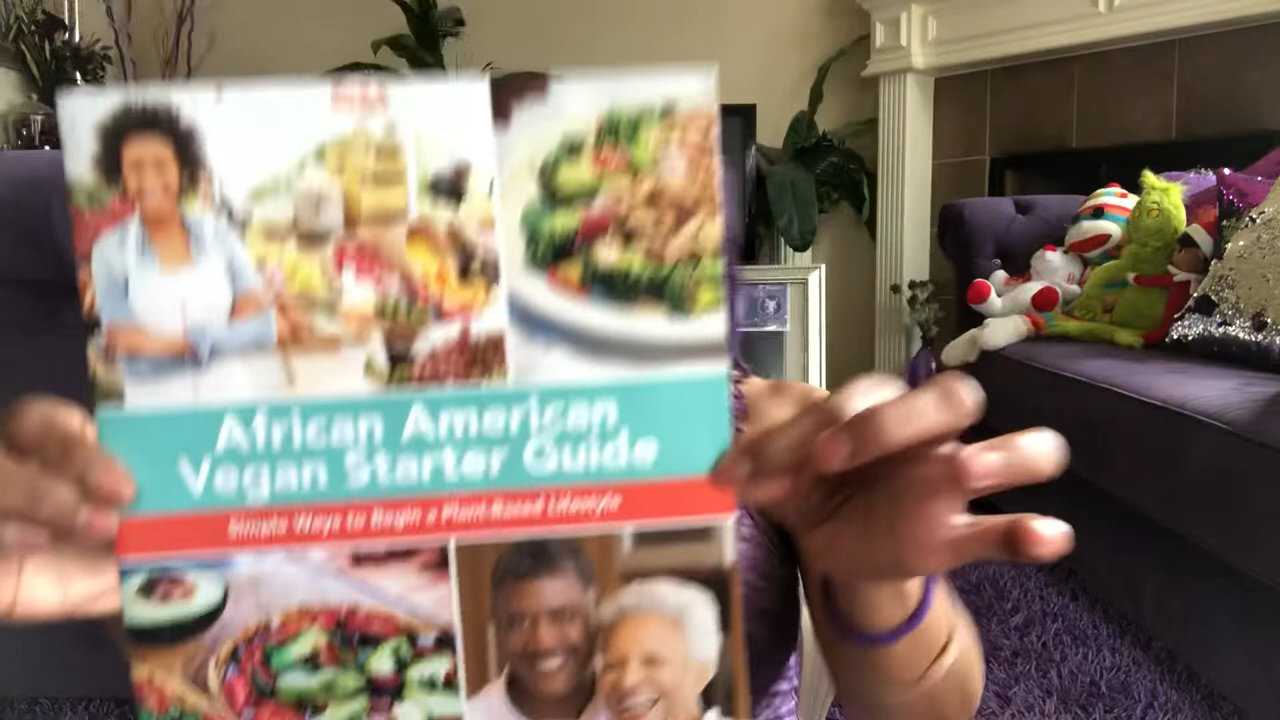 African American
Vegan Starter Guide
Simple Ways to Begin a Plant-Based Lifestyle